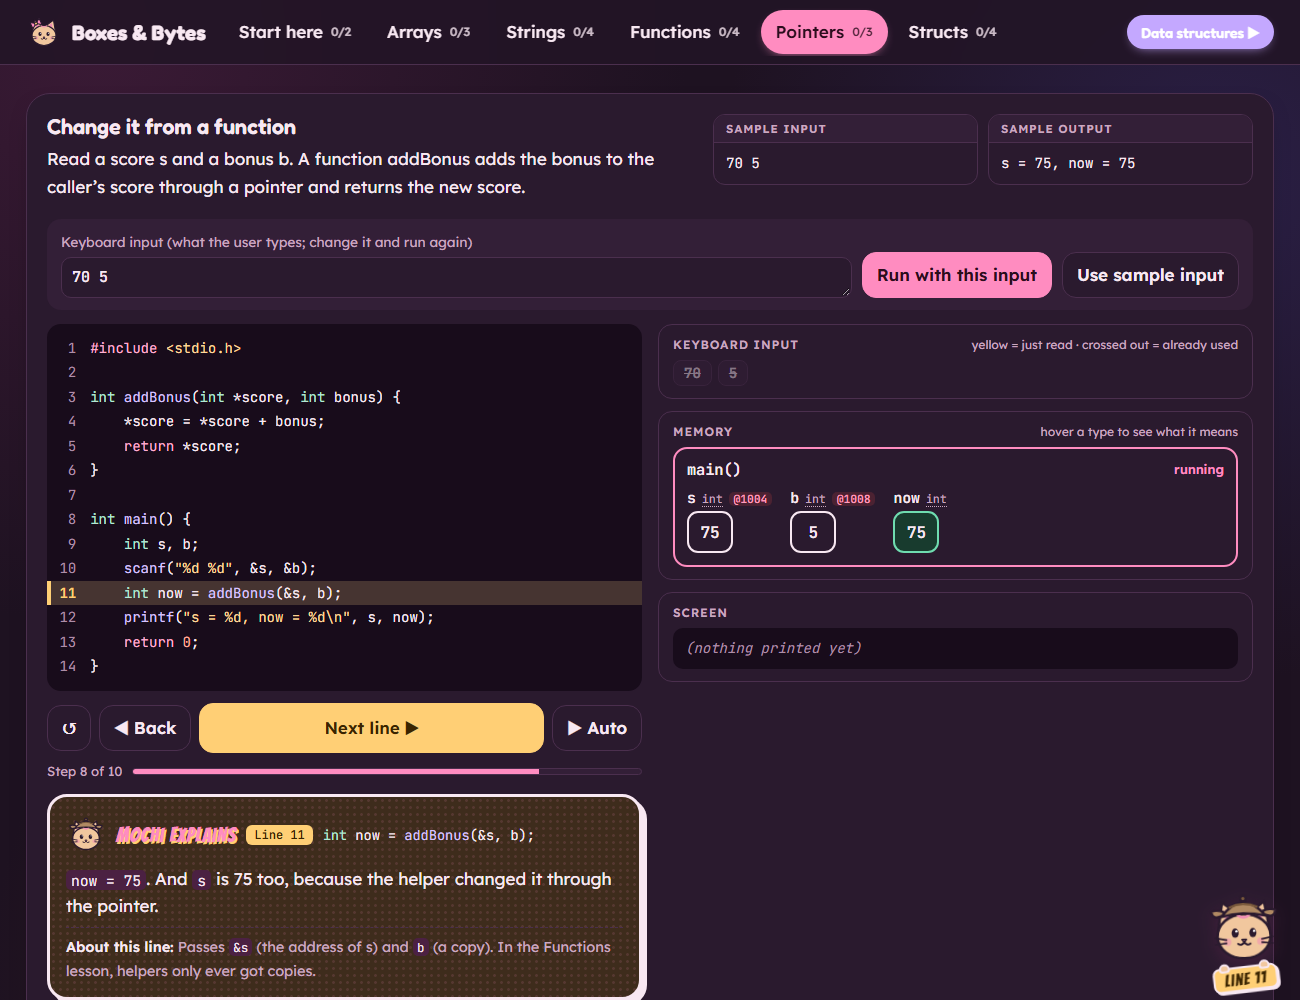 Boxes & Bytes
Start here 0/2
Arrays 0/3
Strings 0/4
Functions 0/4
Pointers 0/3
Structs 0/4
Data structures ▶
Change it from a function
Read a score s and a bonus b. A function addBonus adds the bonus to the
caller’s score through a pointer and returns the new score.
SAMPLE INPUT
70 5
SAMPLE OUTPUT
s = 75, now = 75
Keyboard input (what the user types; change it and run again)
70 5
Run with this input
Use sample input
1 #include <stdio.h>
2
3 int addBonus(int *score, int bonus) {
4 *score = *score + bonus;
5 return *score;
6 }
7
8 int main() {
9 int s, b;
10 scanf("%d %d", &s, &b);
11 int now = addBonus(&s, b);
12 printf("s = %d, now = %d\n", s, now);
13 return 0;
14 }
↺
◀ Back
Next line ▶
▶ Auto
Step 8 of 10
KEYBOARD INPUT
yellow = just read · crossed out = already used
70 5
MEMORY
hover a type to see what it means
main()
running
s int @1004
b int @1008
now int
75
5
75
SCREEN
(nothing printed yet)
MOCHI EXPLAINS
Line 11
int now = addBonus(&s, b);
now = 75. And s is 75 too, because the helper changed it through
the pointer.
About this line: Passes &s (the address of s) and b (a copy). In the Functions
lesson, helpers only ever got copies.
LINE 11